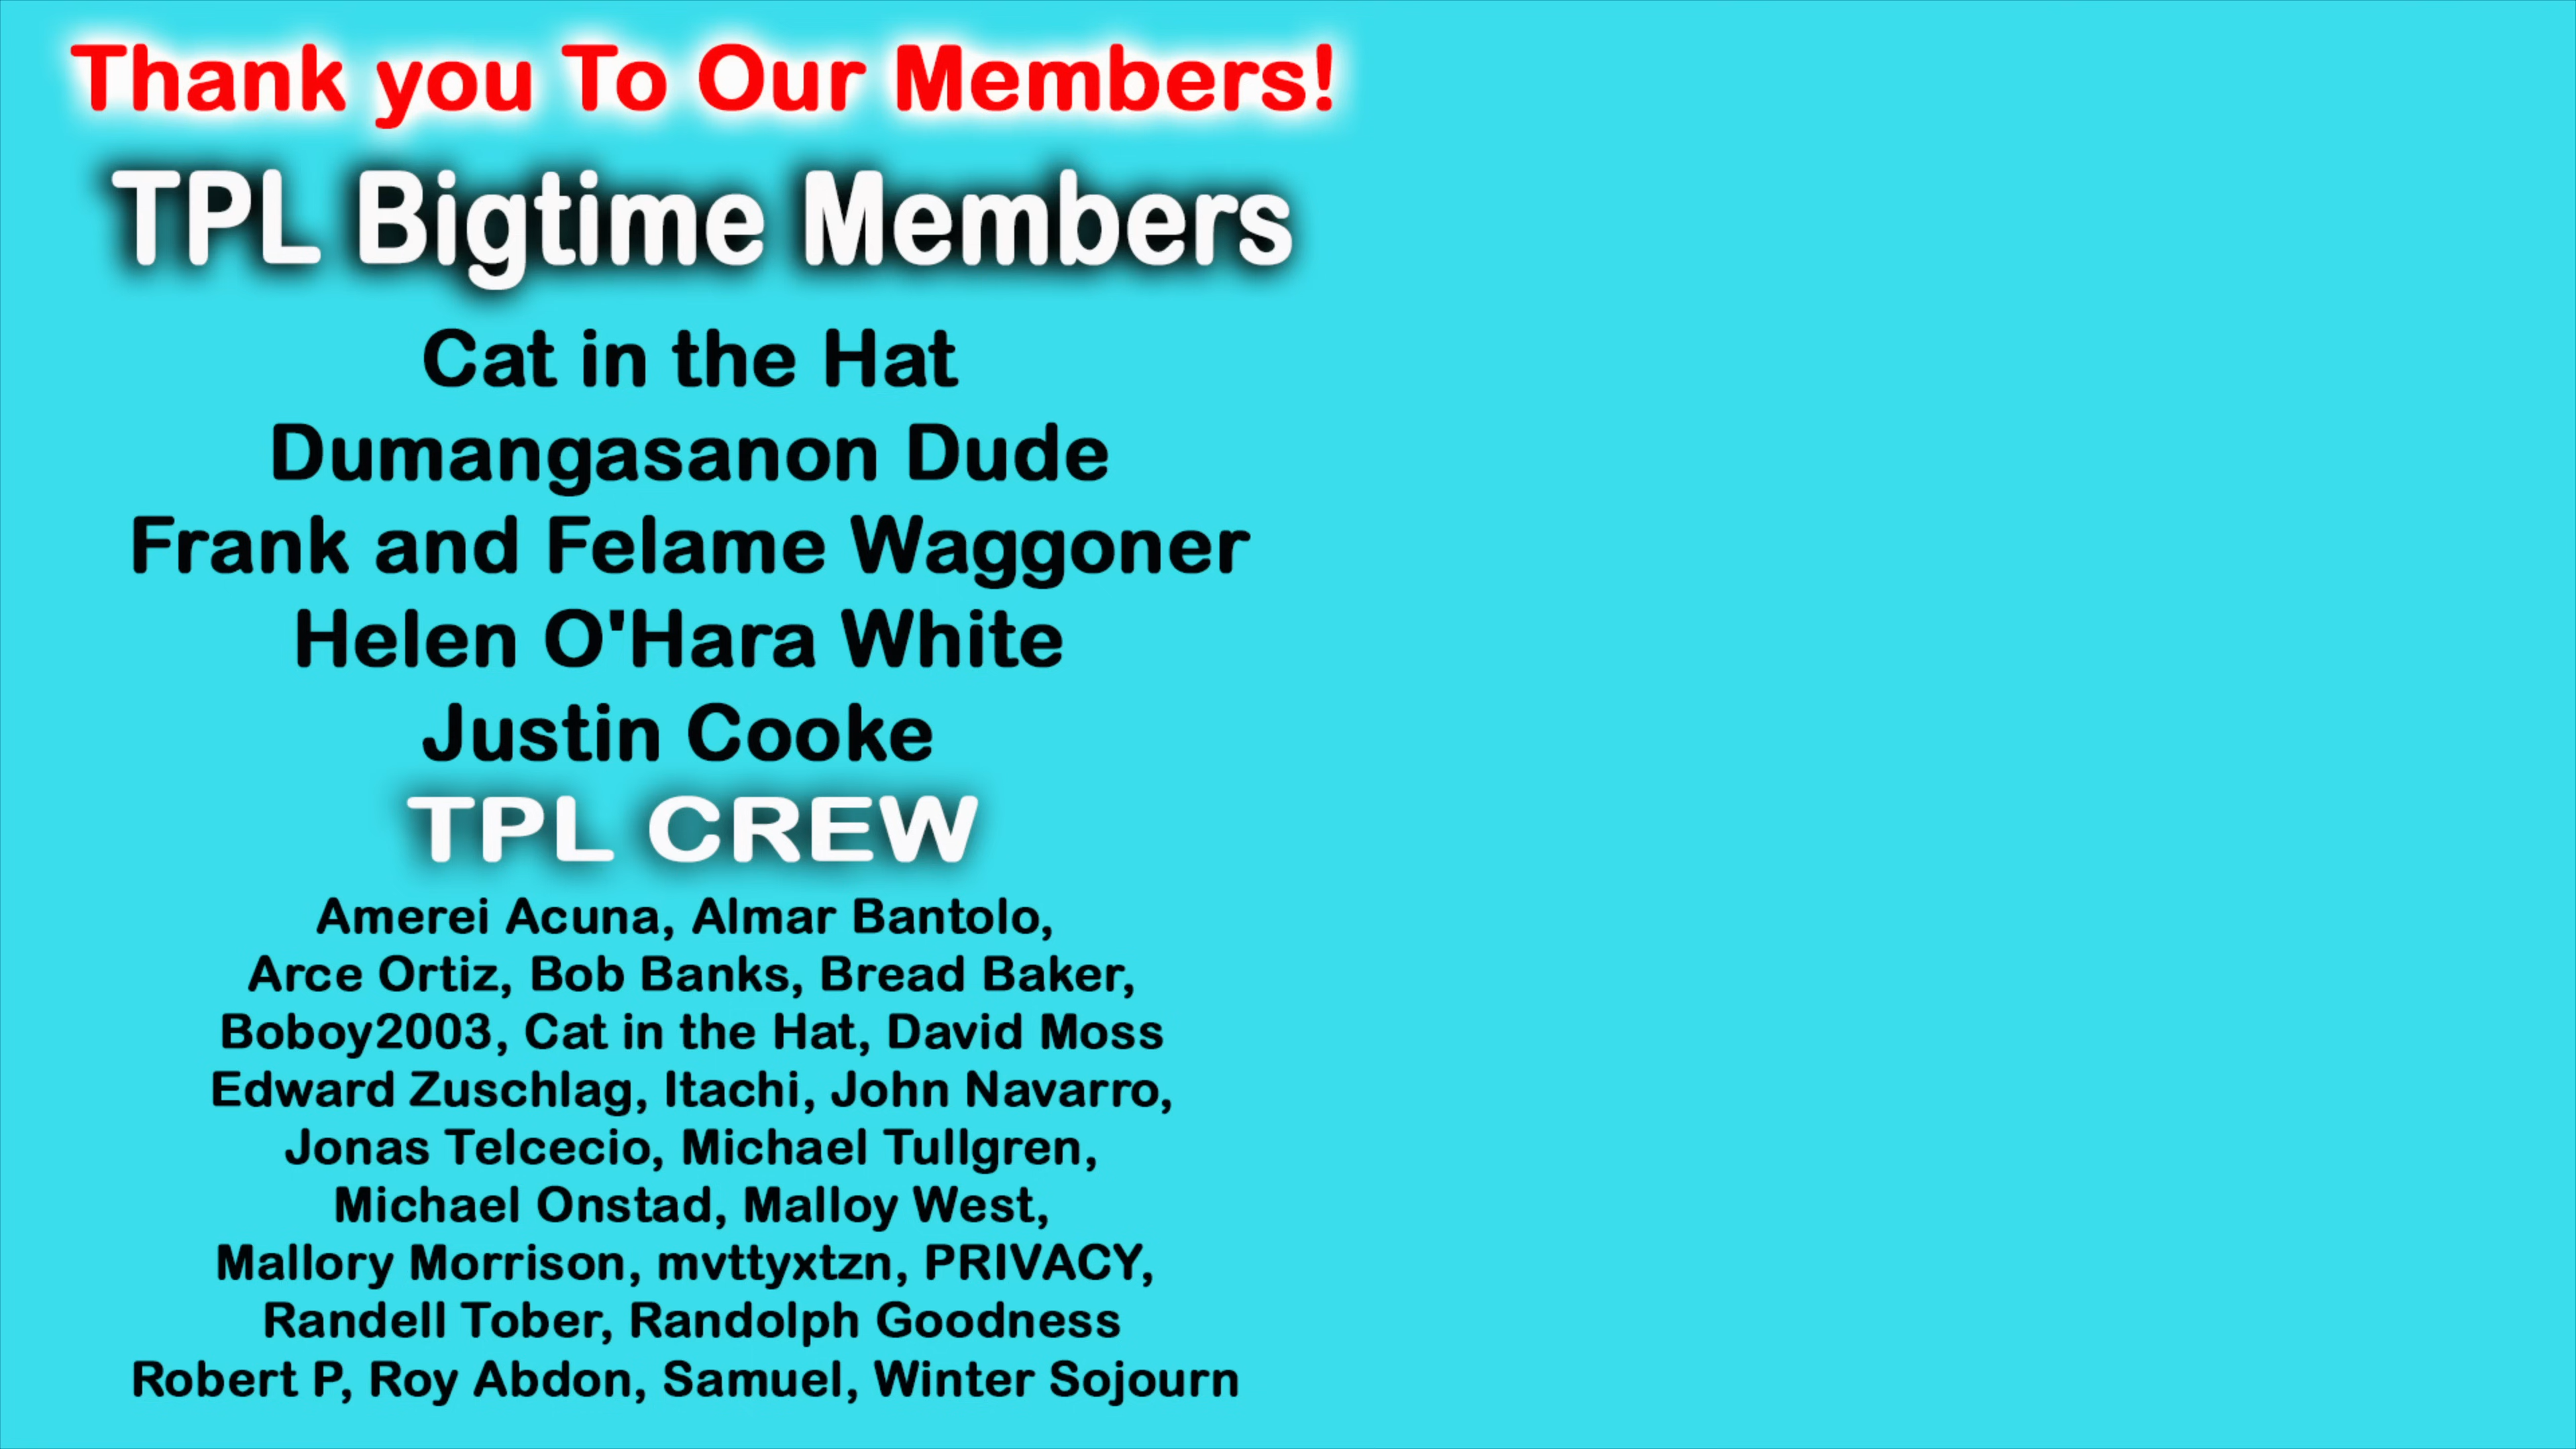 Thank you To Our Members!
TPL Bigtime Members
Cat in the Hat
Dumangasanon Dude
Frank and Felame Waggoner
Helen O'Hara White
Justin Cooke
TPL CREW
Amerei Acuna, Almar Bantolo,
Arce Ortiz, Bob Banks, Bread Baker,
Boboy2003, Cat in the Hat, David Moss
Edward Zuschlag, Itachi, John Navarro,
Jonas Telcecio, Michael Tullgren,
Michael Onstad, Malloy West,
Mallory Morrison, mvttyxtzn, PRIVACY,
Randell Tober, Randolph Goodness
Robert P, Roy Abdon, Samuel, Winter Sojourn